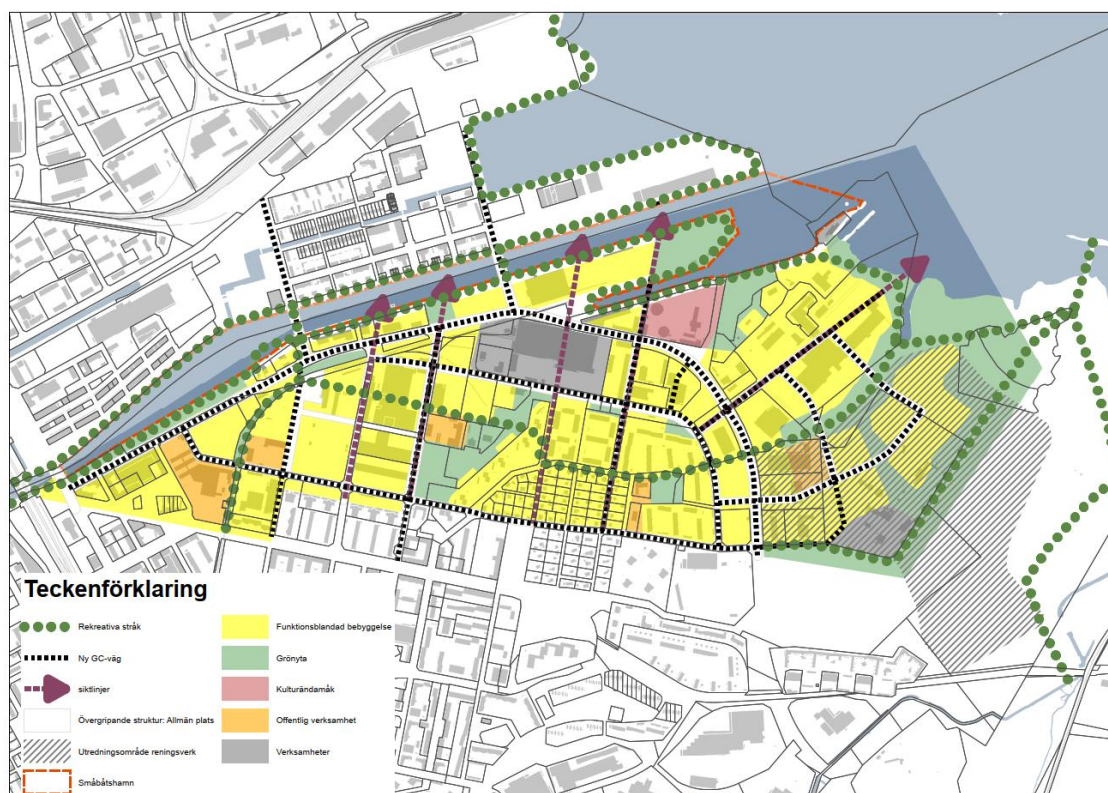 Teckenförklaring
Rekreativa stråk
Ny GC-väg
siktlinjer
Övergripande struktur: Allmän plats
Utredningsområde reningsverk
Småbåtshamn
Funktionsblandad bebyggelse
Grönyta
Kulturändamåk
Offentlig verksamhet
Verksamheter